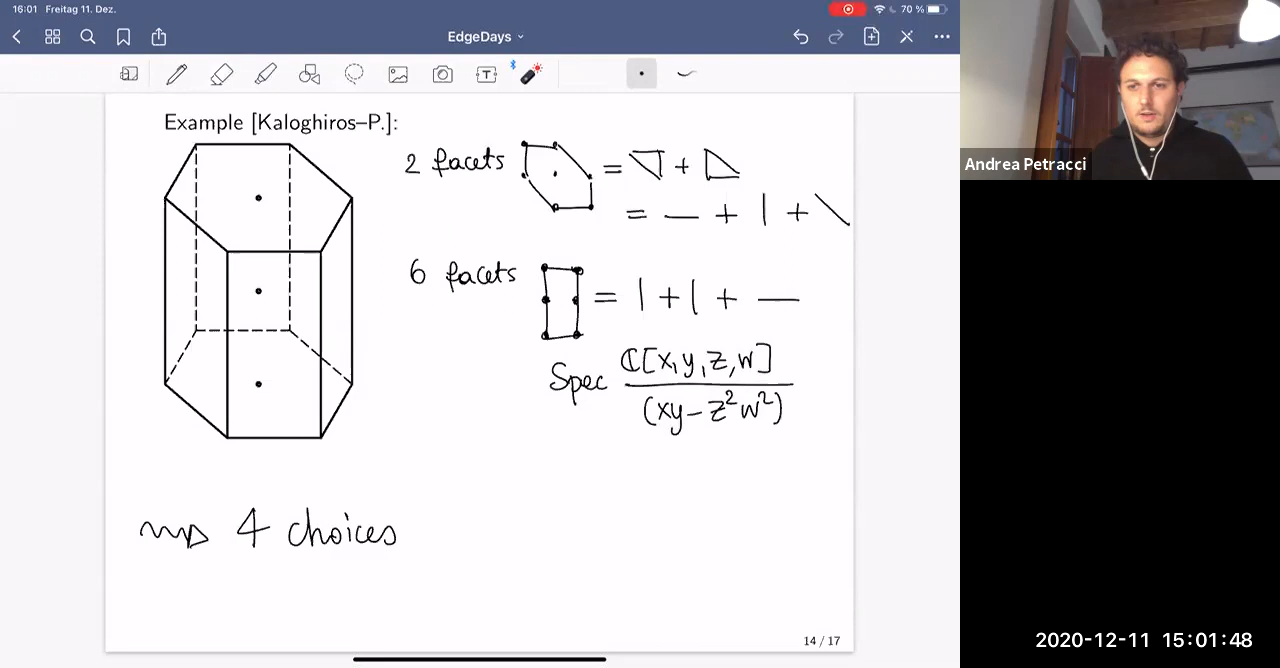 16:01 Freitag 11. Dez.
70 %
EdgeDays
T
Example [Kaloghiros–P.]:
2 facets = + 
= — + | + \
6 facets = | + | + —
Spec ℂ[x,y,z,w]
(xy-z²w²)
4 choices
14 / 17
Andrea Petracci
2020-12-11 15:01:48